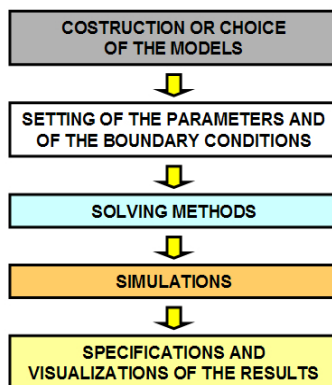 COSTRUCTION OR CHOICE
OF THE MODELS
SETTING OF THE PARAMETERS AND
OF THE BOUNDARY CONDITIONS
SOLVING METHODS
SIMULATIONS
SPECIFICATIONS AND
VISUALIZATIONS OF THE RESULTS